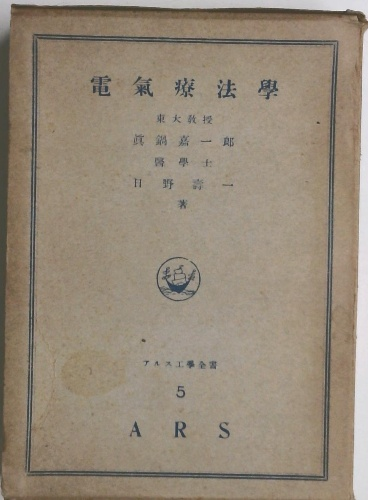 電氣療法學
東大教授
眞鍋嘉一郎
醫學士
日野壽一
著
アルス工學全書
5
ARS